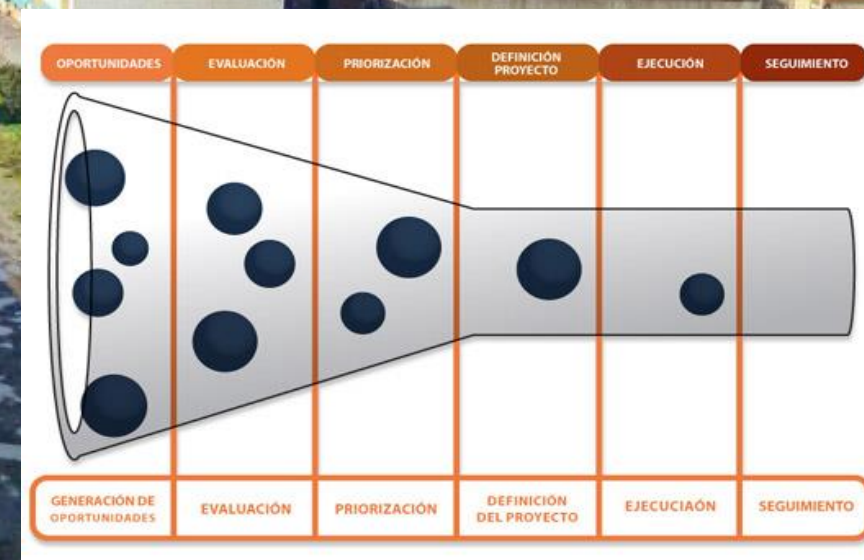 OPORTUNIDADES
EVALUACIÓN
PRIORIZACIÓN
DEFINICIÓN
PROYECTO
EJECUCIÓN
SEGUIMIENTO
GENERACIÓN DE
OPORTUNIDADES
EVALUACIÓN
PRIORIZACIÓN
DEFINICIÓN
DEL PROYECTO
EJECUCIAÓN
SEGUIMIENTO